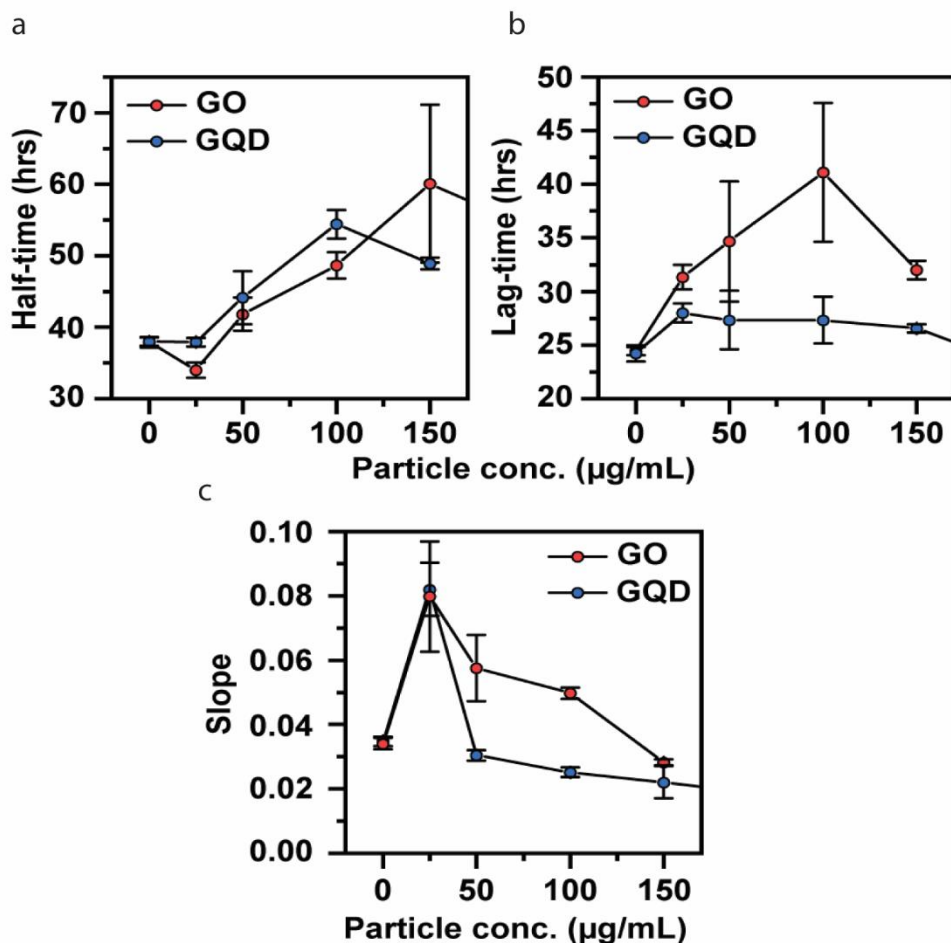 a
Half-time (hrs)
70
60
50
40
30
GO
GQD
0 50 100 150
b
Lag-time (hrs)
50
45
40
35
30
25
20
GO
GQD
0 50 100 150
Particle conc. (µg/mL)
c
Slope
0.10
0.08
0.06
0.04
0.02
0.00
GO
GQD
0 50 100 150
Particle conc. (µg/mL)